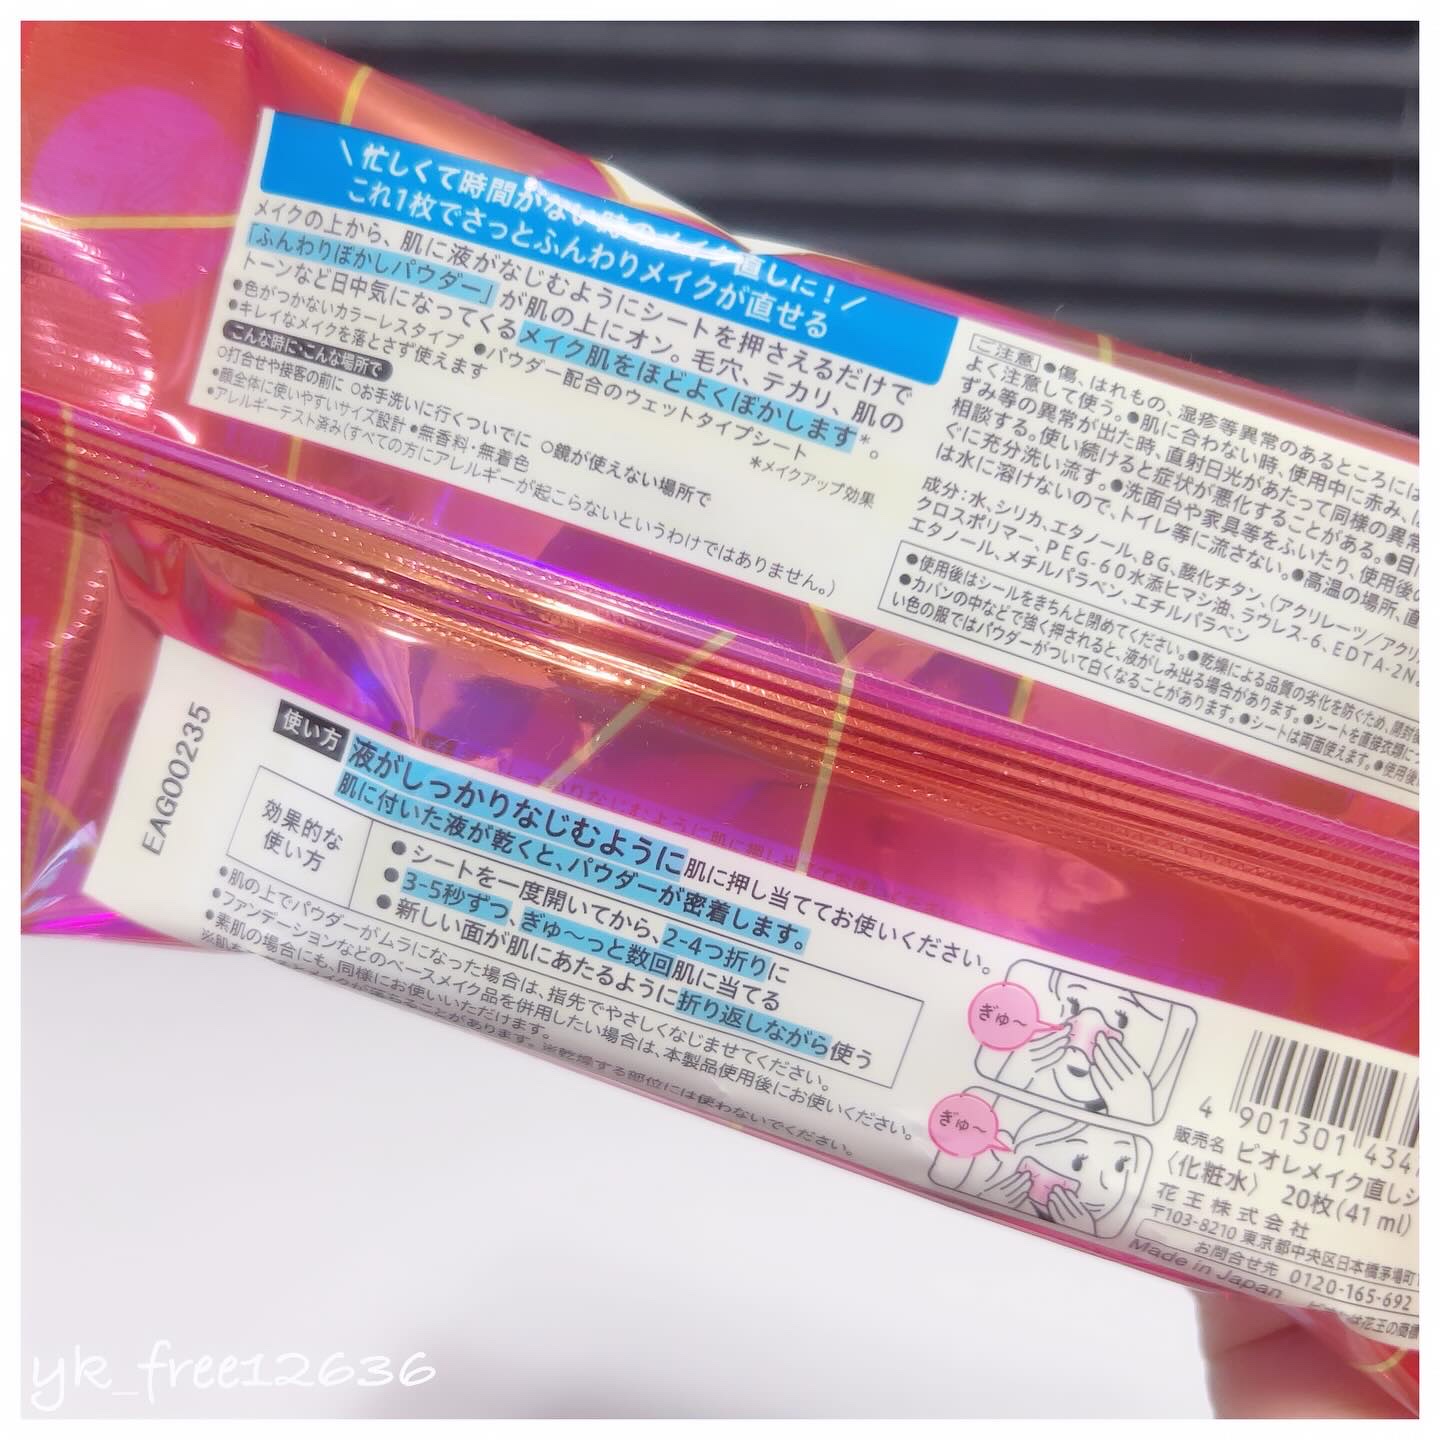 ＼忙しくて時間がない時のメイク直しに！／
これ1枚でさっとふんわりメイクが直せる
メイクの上から、肌に液がなじむようにシートを押さえるだけで
「ふんわりぼかしパウダー」が肌の上にオン。毛穴、テカリ、肌の
トーンなど日中気になってくるメイク肌をほどよくぼかします*。
●色がつかないカラーレスタイプ ●パウダー配合のウェットタイプシート
●キレイなメイクを落とさず使えます
*メイクアップ効果
こんな時に・こんな場所で
○打合せや接客の前に ○お手洗いに行くついでに ○鏡が使えない場所で
●顔全体に使いやすいサイズ設計 ●無香料・無着色
●アレルギーテスト済み(すべての方にアレルギーが起こらないというわけではありません。)
ご注意 ●傷、はれもの、湿疹等異常のあるところには
よく注意して使う。●肌に合わない時、使用中に赤み、は
ずみ等の異常が出た時、直射日光があたって同様の異常
相談する。使い続けると症状が悪化することがある。●目に
ぐに充分洗い流す。●洗面台や家具等をふいたり、使用後の
は水に溶けないので、トイレ等に流さない。●高温の場所、直
成分：水、シリカ、エタノール、BG、酸化チタン、(アクリレーツ/アクリ
クロスポリマー、PEG-60水添ヒマシ油、ラウレス-6、EDTA-2Na
エタノール、メチルパラベン、エチルパラベン
●使用後はシールをきちんと閉めてください。●乾燥による品質の劣化を防ぐため、開封後
●カバンの中などで強く押されると、液がしみ出る場合があります。●シートを直接衣類に
い色の服ではパウダーがついて白くなることがあります。●シートは両面使えます。●使用後
EAG00235
使い方 液がしっかりなじむように肌に押し当ててお使いください。
肌に付いた液が乾くと、パウダーが密着します。
効果的な
使い方
●シートを一度開いてから、2-4つ折りに
●3-5秒ずつ、ぎゅ～っと数回肌に当てる
●新しい面が肌にあたるように折り返しながら使う
●肌の上でパウダーがムラになった場合は、指先でやさしくなじませてください。
●ファンデーションなどのベースメイク品を併用したい場合は、本製品使用後にお使いください。
●素肌の場合にも、同様にお使いいただけます。
ことがあります。※乾燥する部位には使わないでください。
ぎゅ～
ぎゅ～
4 901301 434
販売名 ビオレメイク直しシ
〈化粧水〉 20枚(41ml)
花王株式会社
〒103-8210 東京都中央区日本橋茅場町
お問合せ先 0120-165-692
Made in Japan
ビオレは花王の商標
yk_free12636